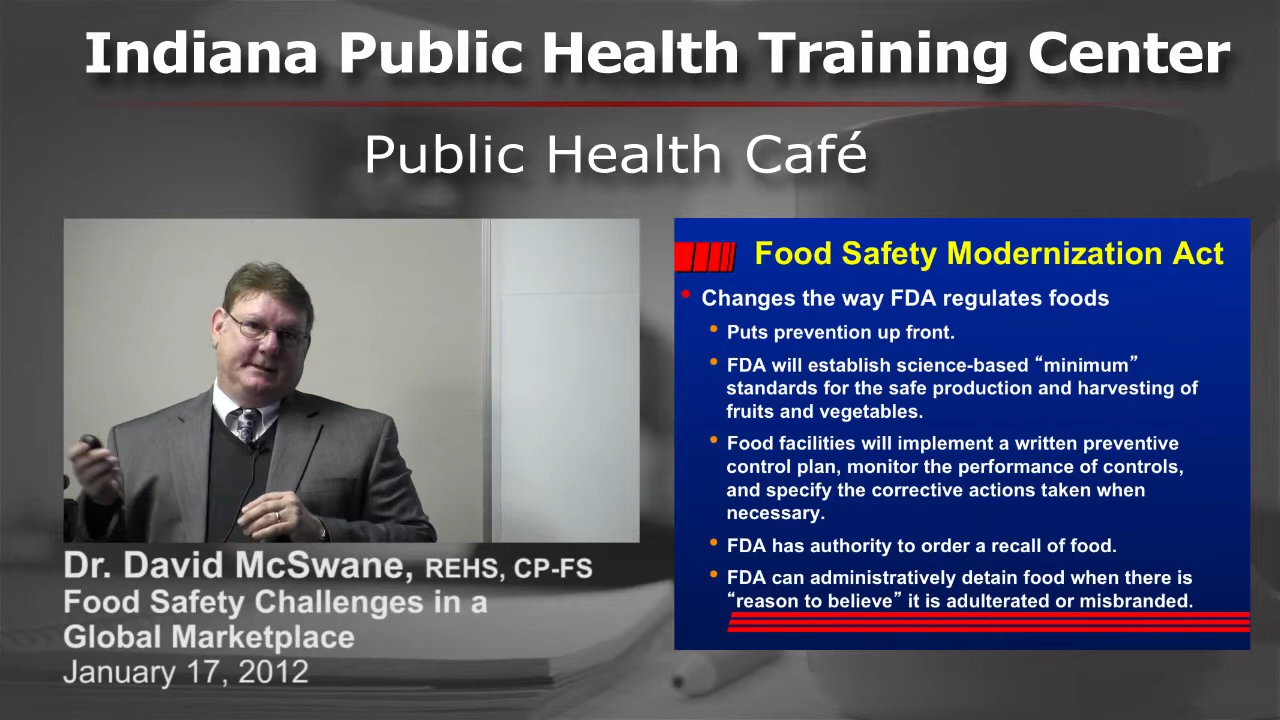 Indiana Public Health Training Center
Public Health Café
Food Safety Modernization Act
• Changes the way FDA regulates foods
• Puts prevention up front.
• FDA will establish science-based “minimum”
standards for the safe production and harvesting of
fruits and vegetables.
• Food facilities will implement a written preventive
control plan, monitor the performance of controls,
and specify the corrective actions taken when
necessary.
• FDA has authority to order a recall of food.
• FDA can administratively detain food when there is
“reason to believe” it is adulterated or misbranded.
Dr. David McSwane, REHS, CP-FS
Food Safety Challenges in a
Global Marketplace
January 17, 2012